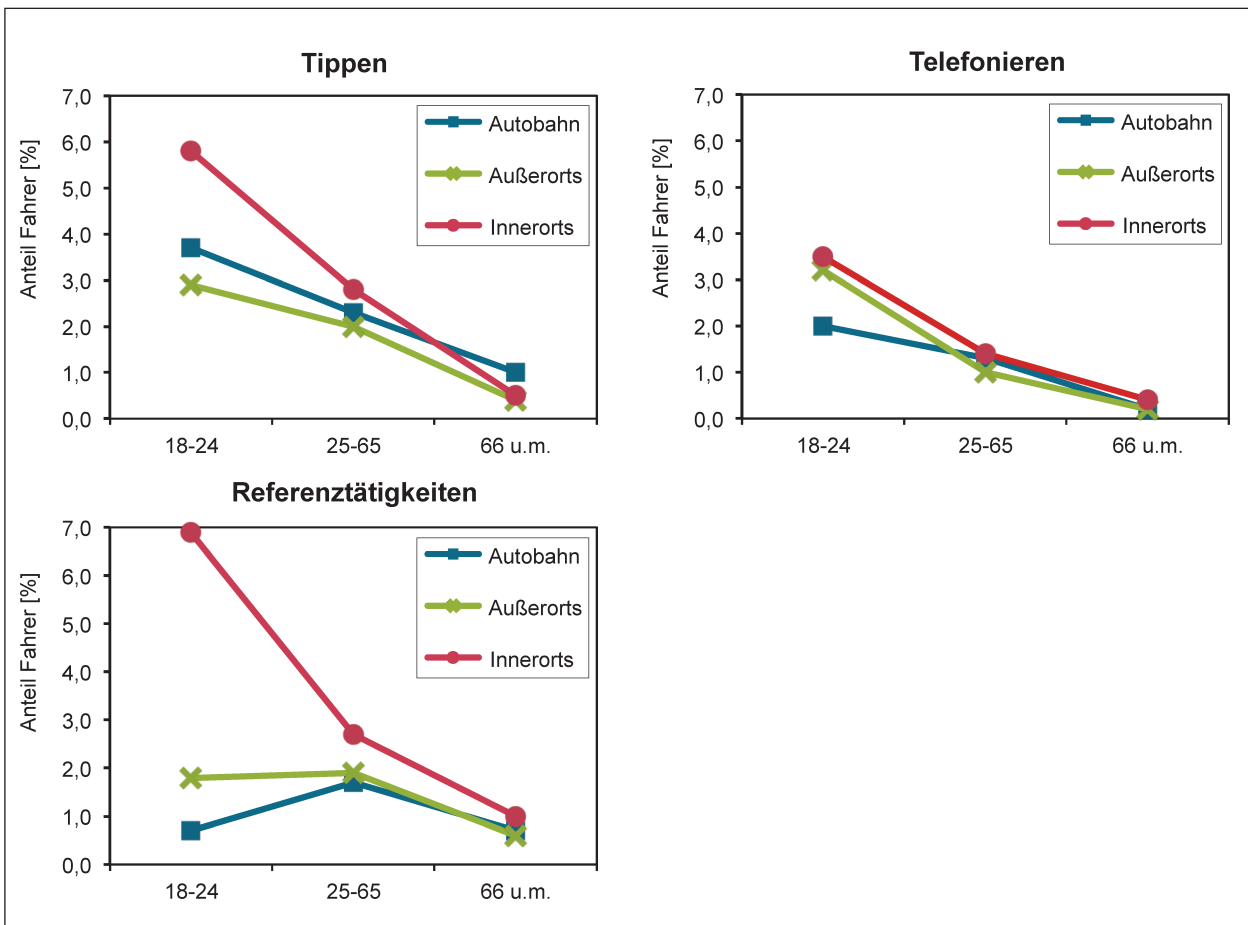 Tippen
Anteil Fahrer [%]
7,0
6,0
5,0
4,0
3,0
2,0
1,0
0,0
18-24 25-65 66 u.m.
Autobahn
Außerorts
Innerorts
Telefonieren
Anteil Fahrer [%]
7,0
6,0
5,0
4,0
3,0
2,0
1,0
0,0
18-24 25-65 66 u.m.
Autobahn
Außerorts
Innerorts
Referenztätigkeiten
Anteil Fahrer [%]
7,0
6,0
5,0
4,0
3,0
2,0
1,0
0,0
18-24 25-65 66 u.m.
Autobahn
Außerorts
Innerorts